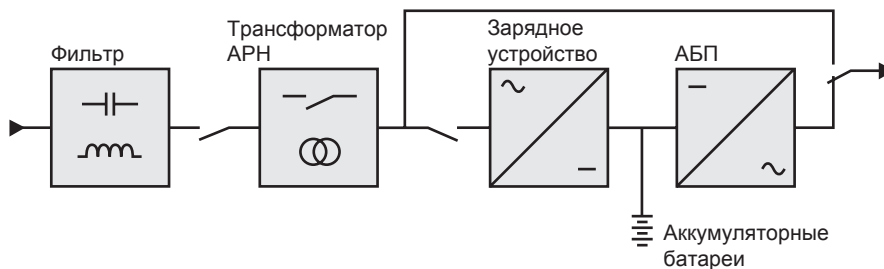 Фильтр
Трансформатор
АРН
Зарядное
устройство
АБП
Аккумуляторные
батареи